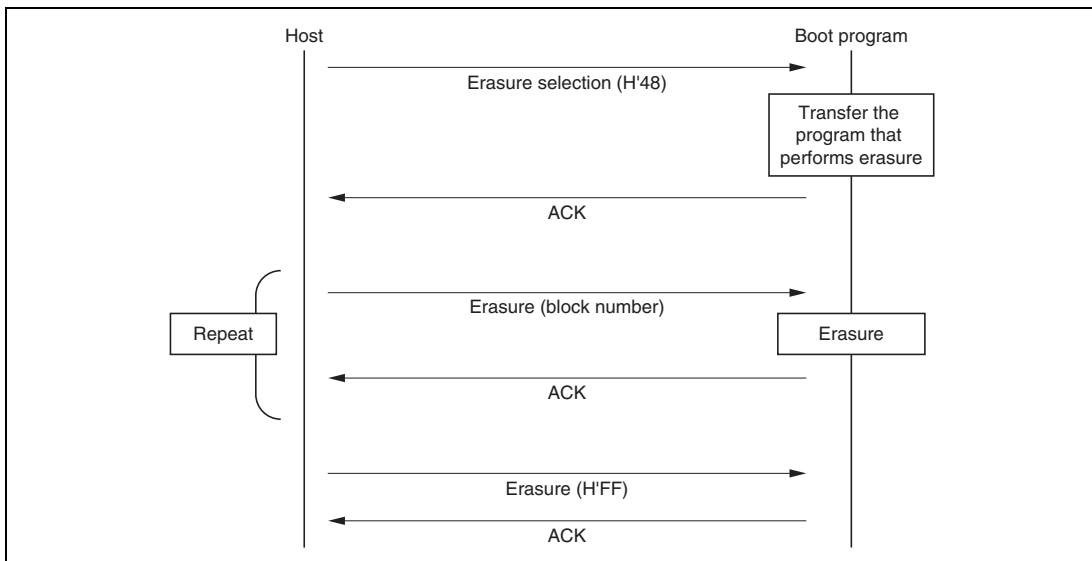 Host
Boot program
Erasure selection (H'48)
Transfer the
program that
performs erasure
ACK
Erasure (block number)
Repeat
Erasure
ACK
Erasure (H'FF)
ACK